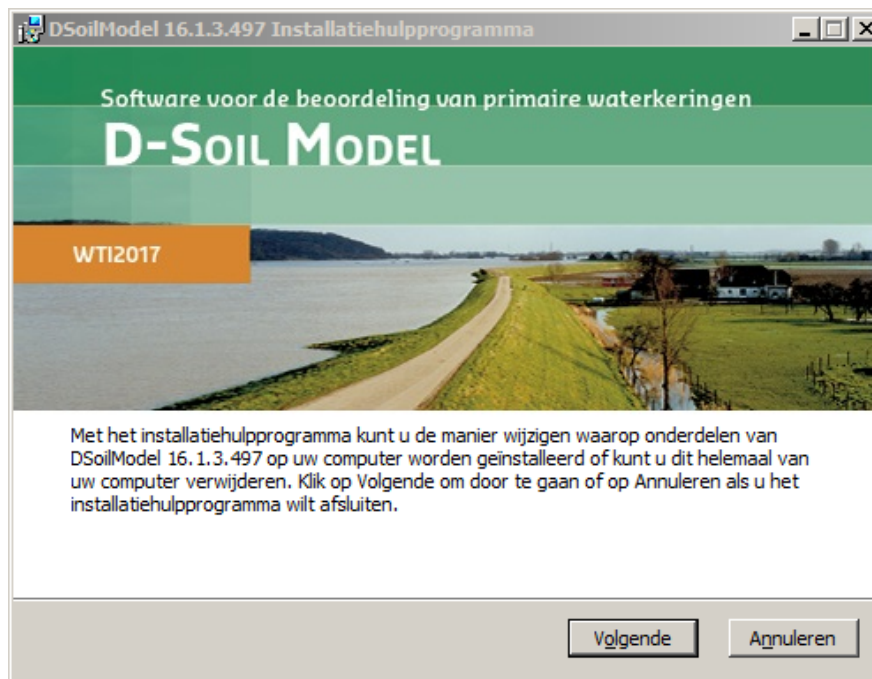 DSoilModel 16.1.3.497 Installatiehulpprogramma
Software voor de beoordeling van primaire waterkeringen
D-SOIL MODEL
WTI2017
Met het installatiehulpprogramma kunt u de manier wijzigen waarop onderdelen van
DSoilModel 16.1.3.497 op uw computer worden geïnstalleerd of kunt u dit helemaal van
uw computer verwijderen. Klik op Volgende om door te gaan of op Annuleren als u het
installatiehulpprogramma wilt afsluiten.
Volgende
Annuleren